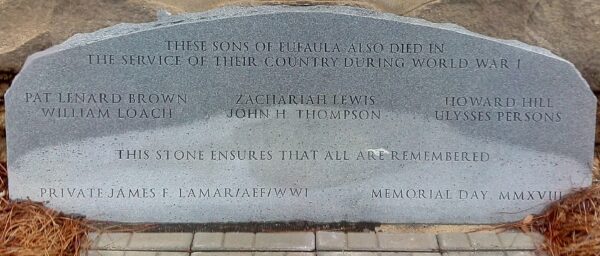 THESE SONS OF EUFAULA ALSO DIED IN
THE SERVICE OF THEIR COUNTRY DURING WORLD WAR I
PAT LENARD BROWN ZACHARIAH LEWIS HOWARD HILL
WILLIAM LOACH JOHN H. THOMPSON ULYSSES PERSONS
THIS STONE ENSURES THAT ALL ARE REMEMBERED
PRIVATE JAMES F. LAMAR/AEF/WWI MEMORIAL DAY, MMXVIII